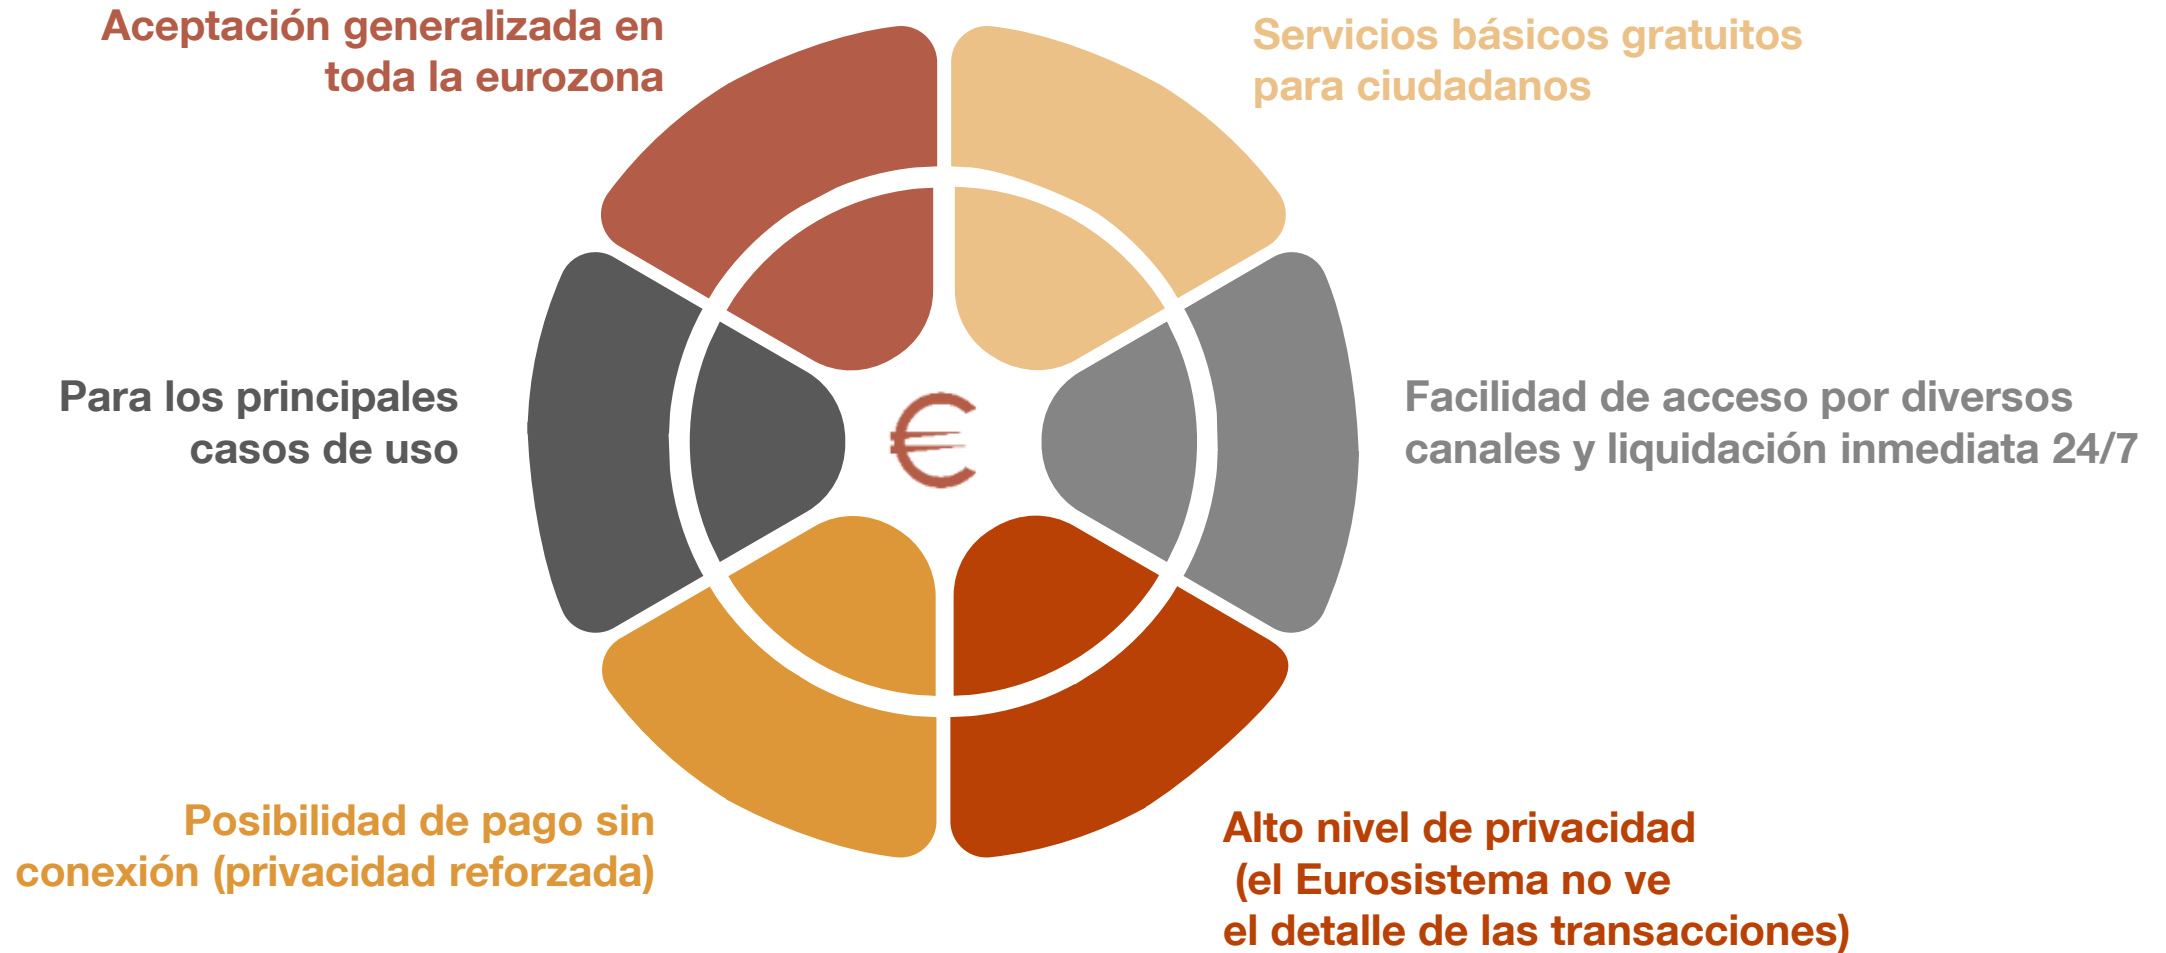 Aceptación generalizada en
toda la eurozona
Servicios básicos gratuitos
para ciudadanos
Para los principales
casos de uso
Facilidad de acceso por diversos
canales y liquidación inmediata 24/7
Posibilidad de pago sin
conexión (privacidad reforzada)
Alto nivel de privacidad
(el Eurosistema no ve
el detalle de las transacciones)